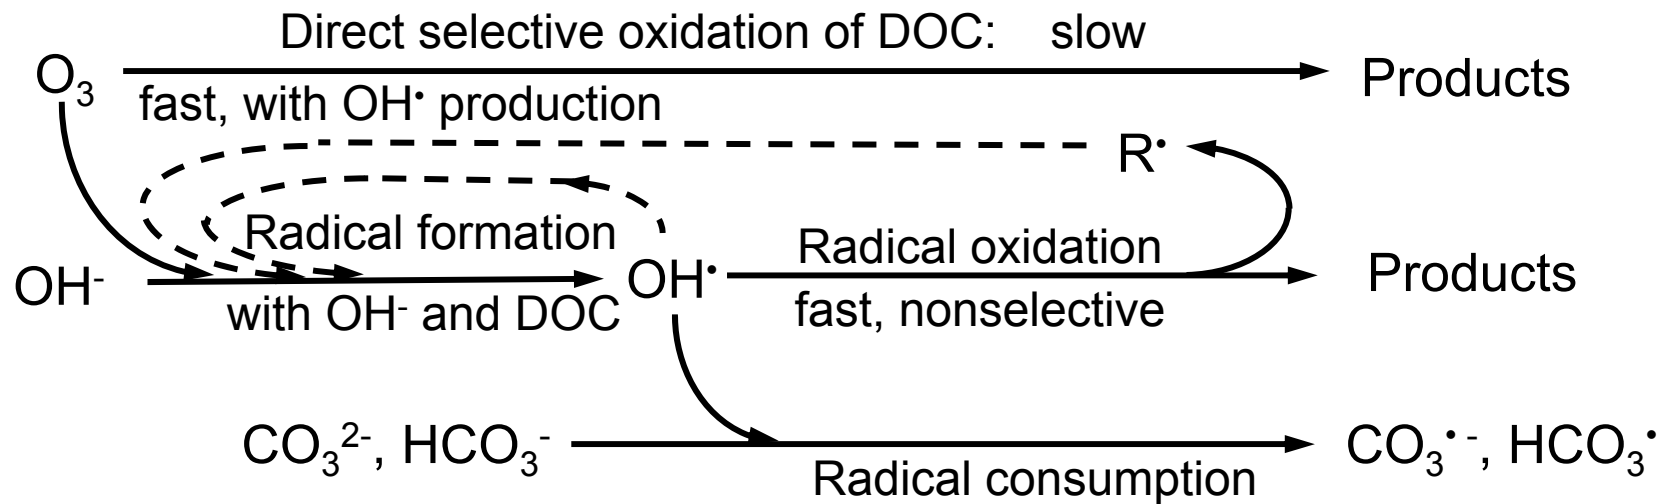 Direct selective oxidation of DOC: slow
O₃
Products
fast, with OH• production
R•
Radical formation
Radical oxidation
OH⁻
OH•
Products
with OH⁻ and DOC
fast, nonselective
CO₃²⁻, HCO₃⁻
CO₃•⁻, HCO₃•
Radical consumption